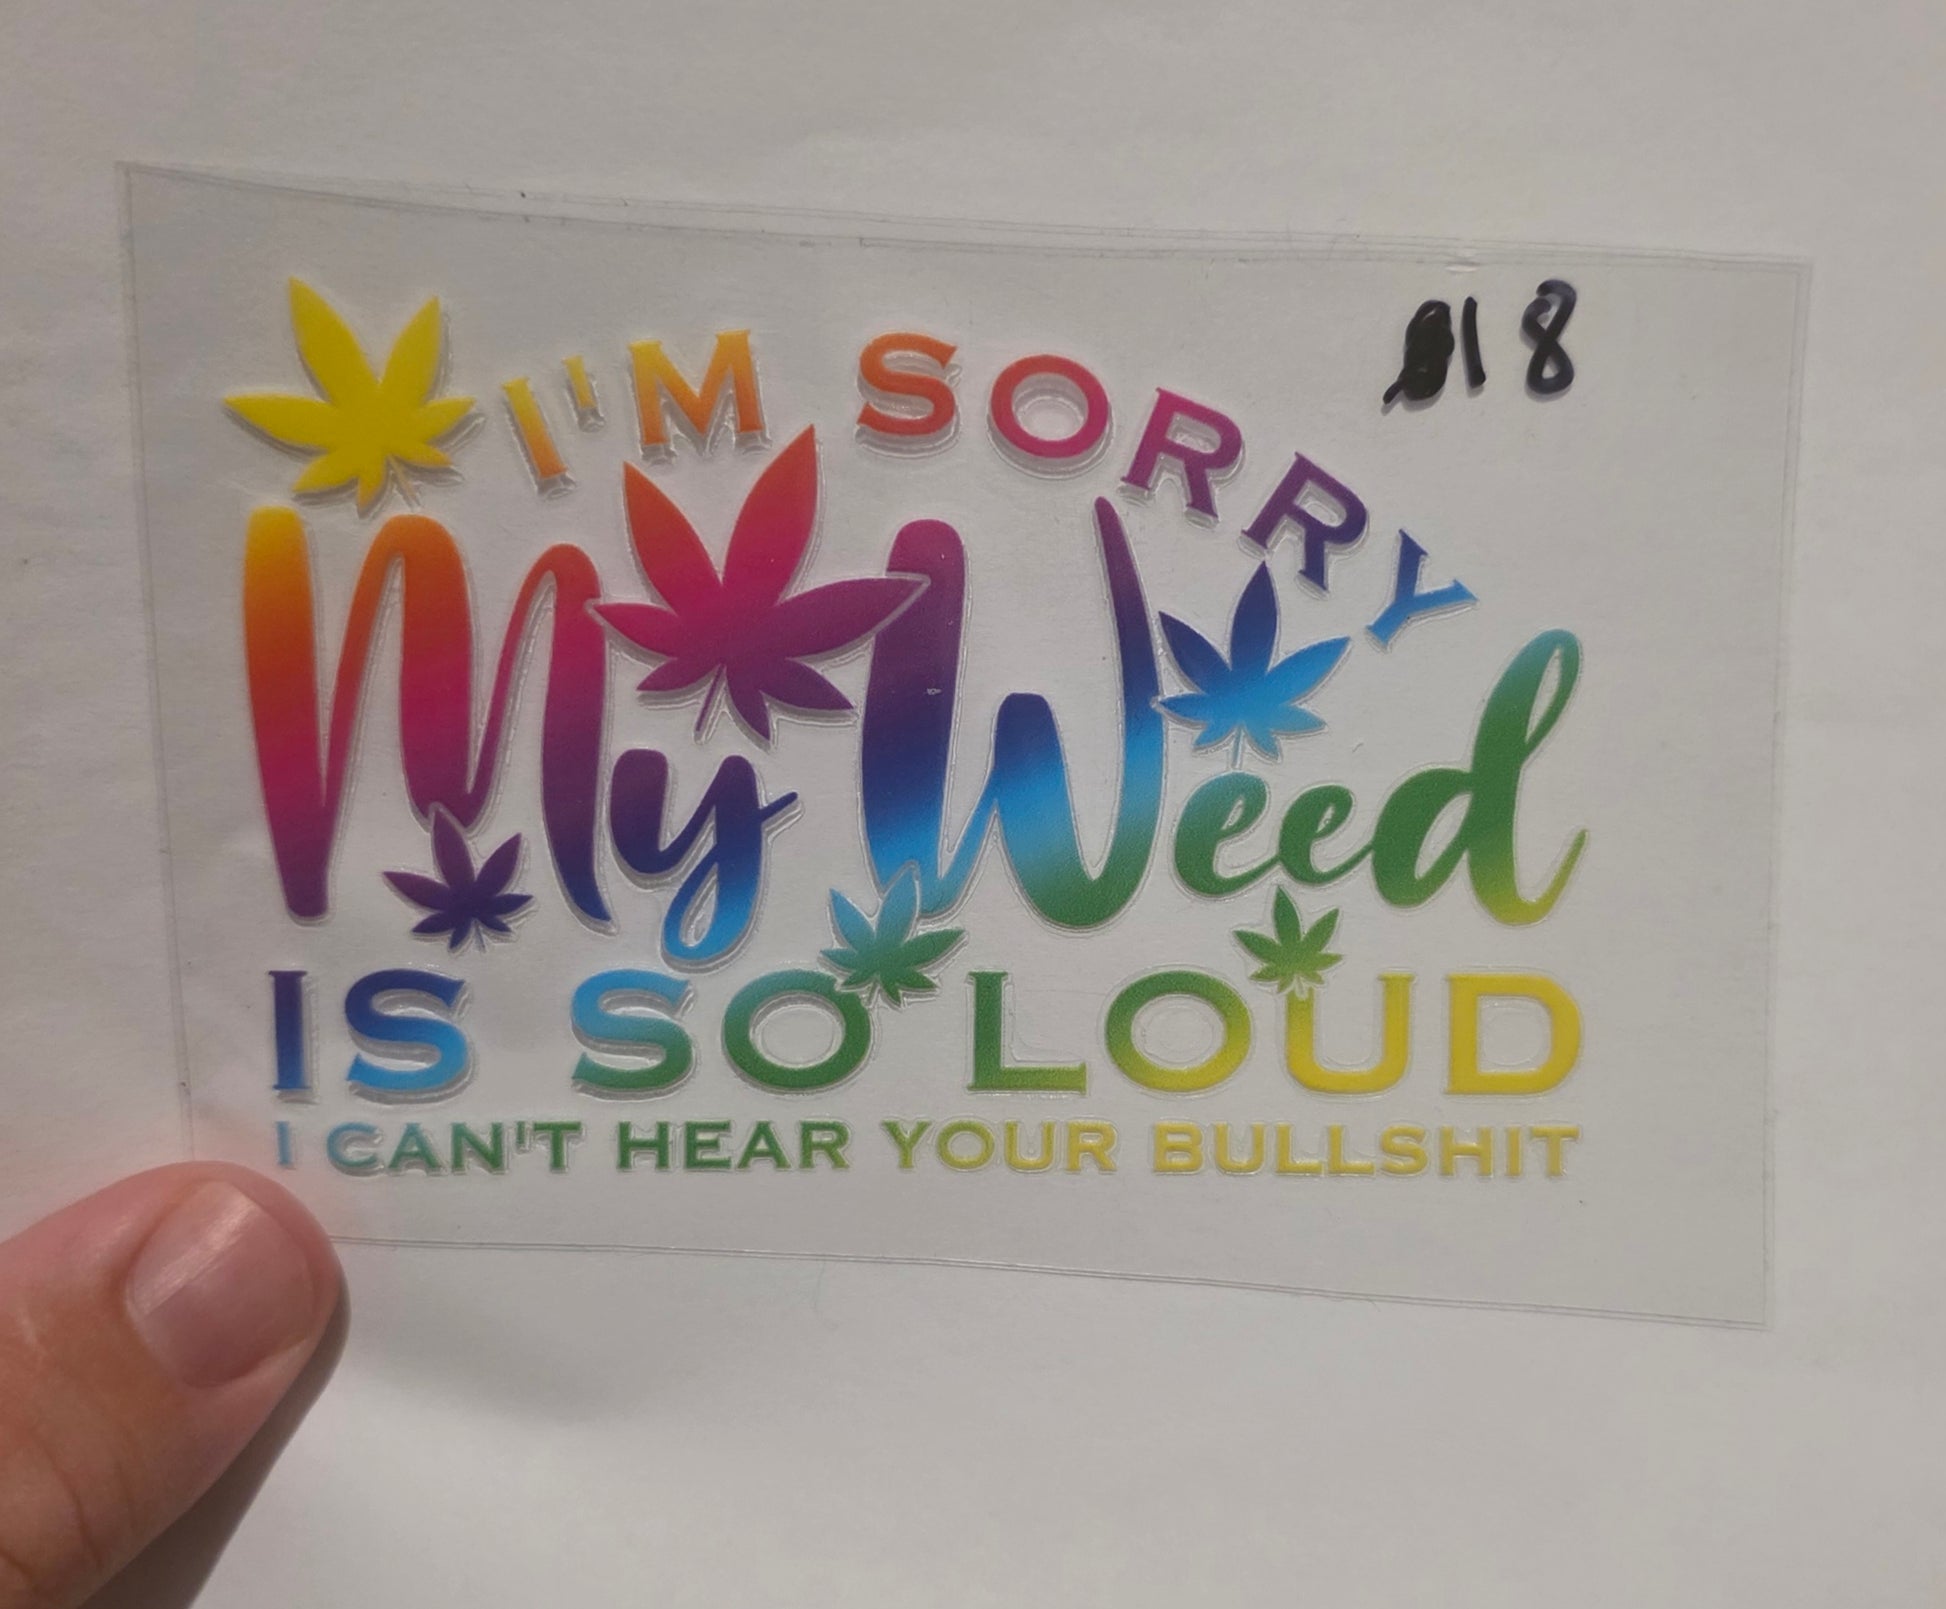 I'M SORRY
18
My Weed
IS SO LOUD
I CAN'T HEAR YOUR BULLSHIT